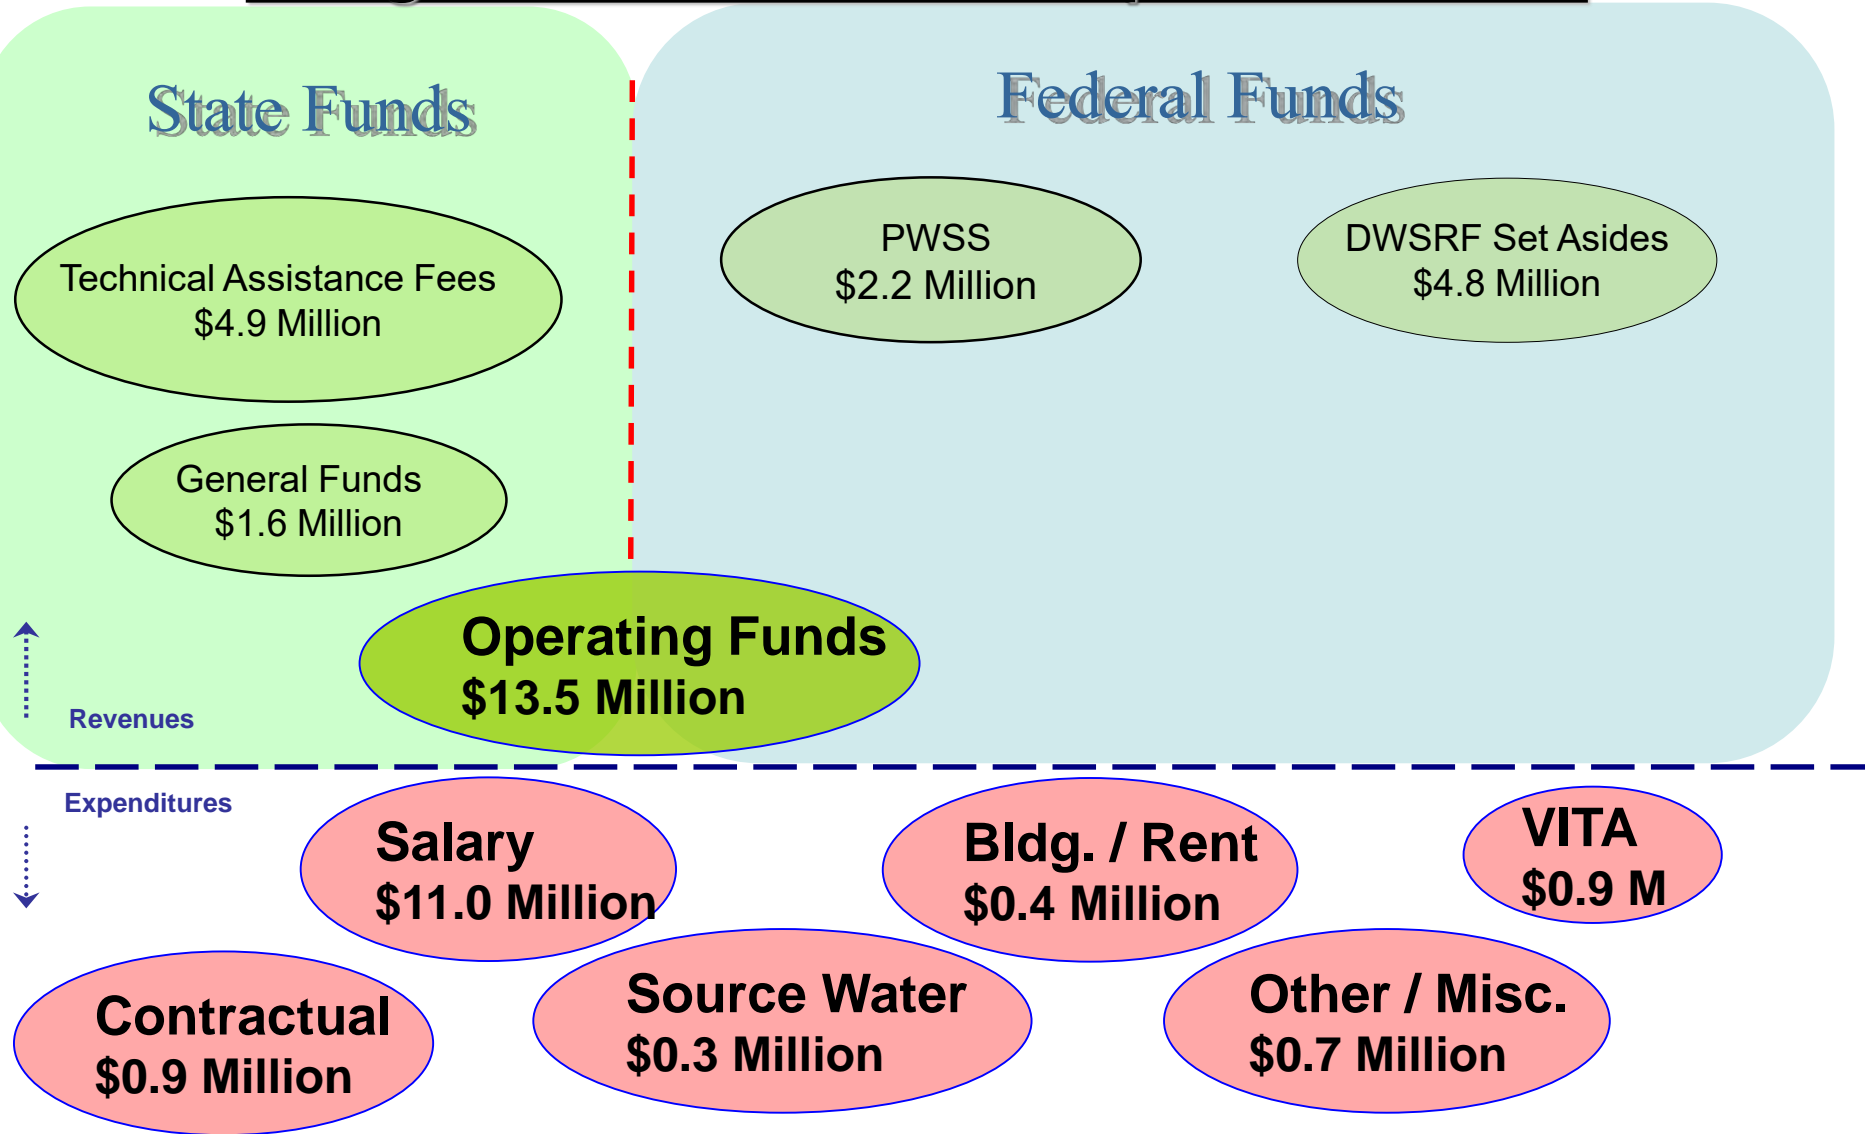 State Funds
Federal Funds
Technical Assistance Fees
$4.9 Million
PWSS
$2.2 Million
DWSRF Set Asides
$4.8 Million
General Funds
$1.6 Million
Operating Funds
$13.5 Million
Revenues
Expenditures
Salary
$11.0 Million
Bldg. / Rent
$0.4 Million
VITA
$0.9 M
Contractual
$0.9 Million
Source Water
$0.3 Million
Other / Misc.
$0.7 Million